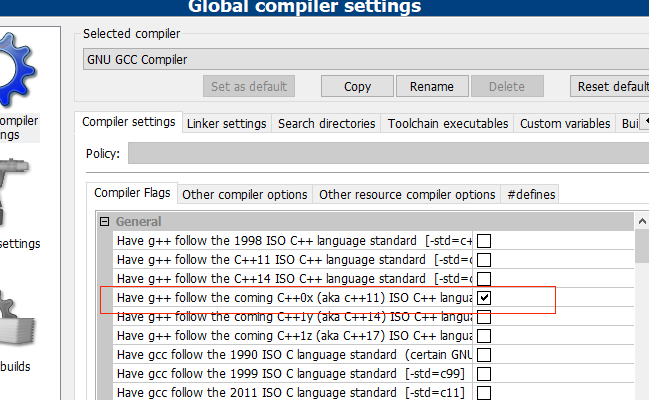 Global compiler settings
Selected compiler
GNU GCC Compiler
Set as default Copy Rename Delete Reset default
Compiler settings Linker settings Search directories Toolchain executables Custom variables Bui
ompiler
ngs
Policy:
Compiler Flags Other compiler options Other resource compiler options #defines
General
Have g++ follow the 1998 ISO C++ language standard [-std=c+
settings
Have g++ follow the C++11 ISO C++ language standard [-std=c
Have g++ follow the C++14 ISO C++ language standard [-std=c
Have g++ follow the coming C++0x (aka c++11) ISO C++ langua
Have g++ follow the coming C++1y (aka C++14) ISO C++ langua
Have g++ follow the coming C++1z (aka C++17) ISO C++ langua
Have gcc follow the 1990 ISO C language standard (certain GNU
builds
Have gcc follow the 1999 ISO C language standard [-std=c99]
Have gcc follow the 2011 ISO C language standard [-std=c11]